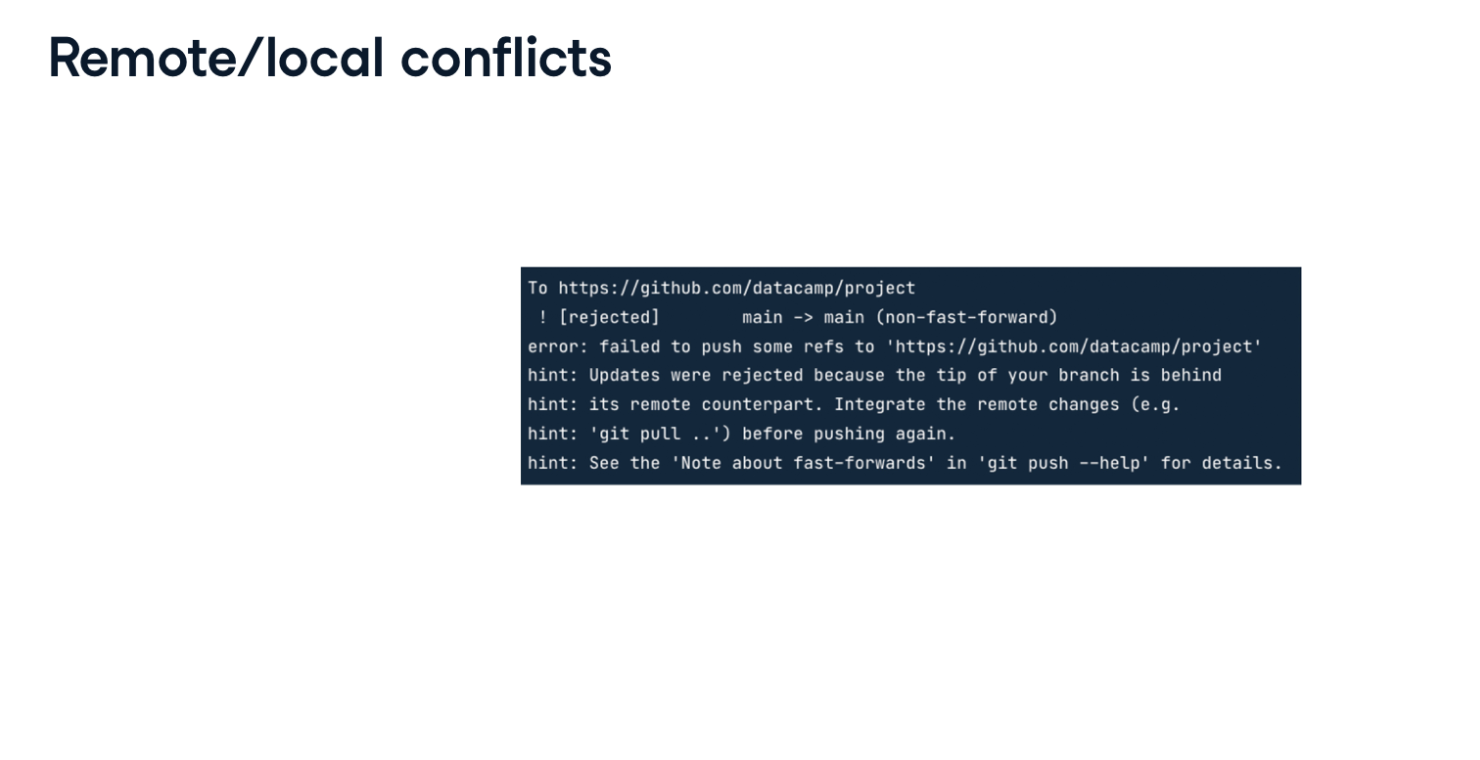 Remote/local conflicts
To https://github.com/datacamp/project
! [rejected]        main -> main (non-fast-forward)
error: failed to push some refs to 'https://github.com/datacamp/project'
hint: Updates were rejected because the tip of your branch is behind
hint: its remote counterpart. Integrate the remote changes (e.g.
hint: 'git pull ..') before pushing again.
hint: See the 'Note about fast-forwards' in 'git push --help' for details.